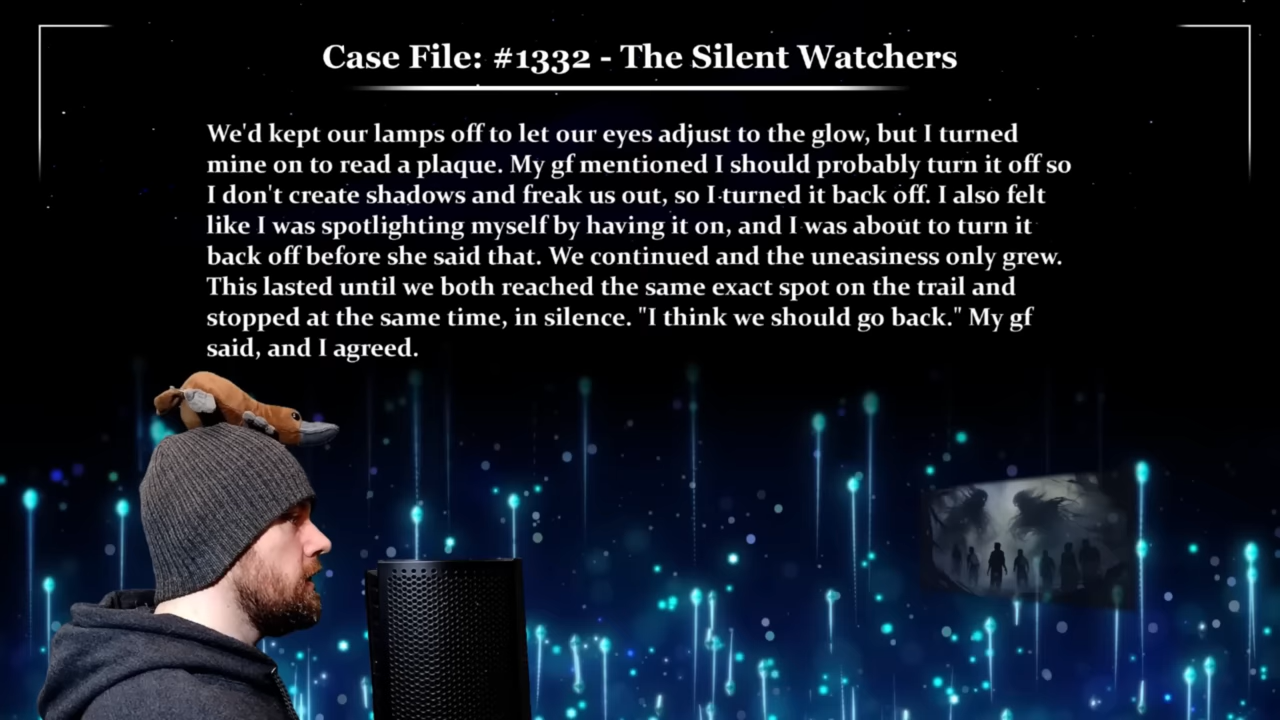 Case File: #1332 - The Silent Watchers
We'd kept our lamps off to let our eyes adjust to the glow, but I turned
mine on to read a plaque. My gf mentioned I should probably turn it off so
I don't create shadows and freak us out, so I turned it back off. I also felt
like I was spotlighting myself by having it on, and I was about to turn it
back off before she said that. We continued and the uneasiness only grew.
This lasted until we both reached the same exact spot on the trail and
stopped at the same time, in silence. "I think we should go back." My gf
said, and I agreed.